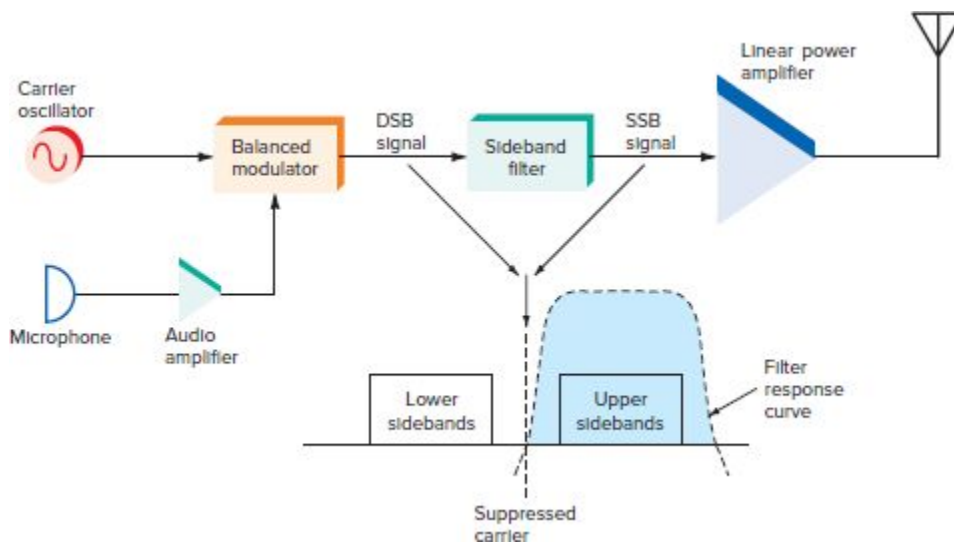 Linear power
amplifier
Carrier
oscillator
DSB
signal
SSB
signal
Balanced
modulator
Sideband
filter
Microphone
Audio
amplifier
Filter
response
curve
Lower
sidebands
Upper
sidebands
Suppressed
carrier